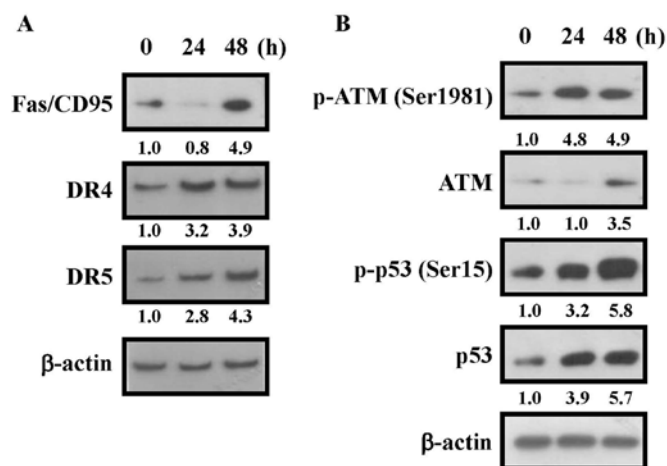 A
0 24 48 (h)
Fas/CD95
1.0 0.8 4.9
DR4
1.0 3.2 3.9
DR5
1.0 2.8 4.3
β-actin
B
0 24 48 (h)
p-ATM (Ser1981)
1.0 4.8 4.9
ATM
1.0 1.0 3.5
p-p53 (Ser15)
1.0 3.2 5.8
p53
1.0 3.9 5.7
β-actin